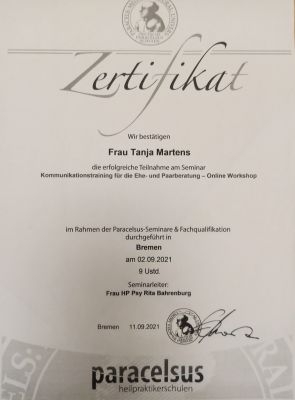 Zertifikat
Wir bestätigen
Frau Tanja Martens
die erfolgreiche Teilnahme am Seminar
Kommunikationstraining für die Ehe- und Paarberatung – Online Workshop
im Rahmen der Paracelsus-Seminare & Fachqualifikation
durchgeführt in
Bremen
am 02.09.2021
9 Ustd.
Seminarleiter:
Frau HP Psy Rita Bahrenburg
Bremen 11.09.2021
paracelsus
heilpraktikerschulen